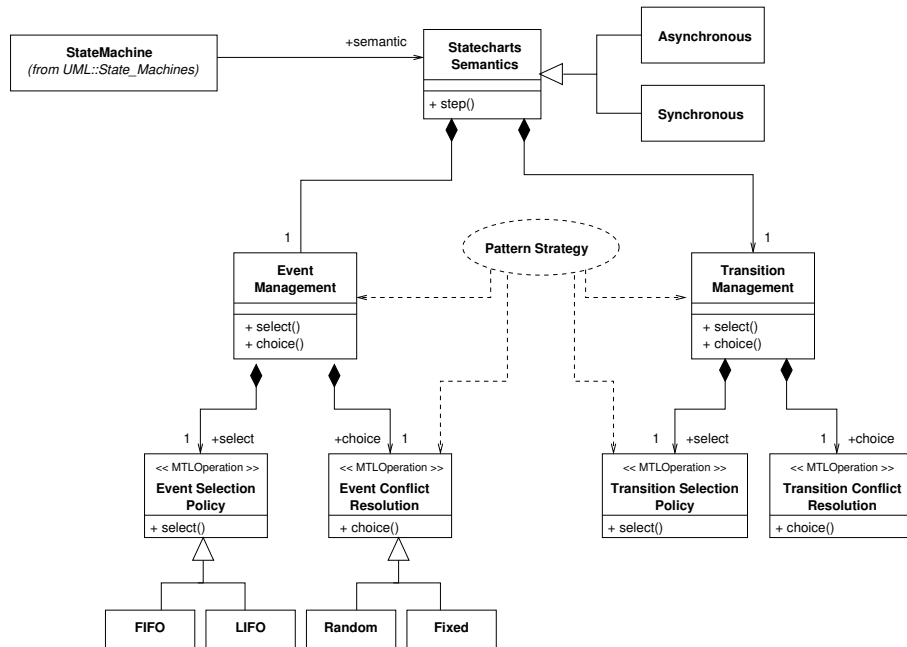 StateMachine
(from UML::State_Machines)
+semantic
Statecharts
Semantics
+ step()
Asynchronous
Synchronous
1
1
Event
Management
+ select()
+ choice()
Pattern Strategy
Transition
Management
+ select()
+ choice()
1 +select
+choice 1
1 +select
1 +choice
<< MTLOperation >>
Event Selection
Policy
+ select()
<< MTLOperation >>
Event Conflict
Resolution
+ choice()
<< MTLOperation >>
Transition Selection
Policy
+ select()
<< MTLOperation >>
Transition Conflict
Resolution
+ choice()
FIFO
LIFO
Random
Fixed